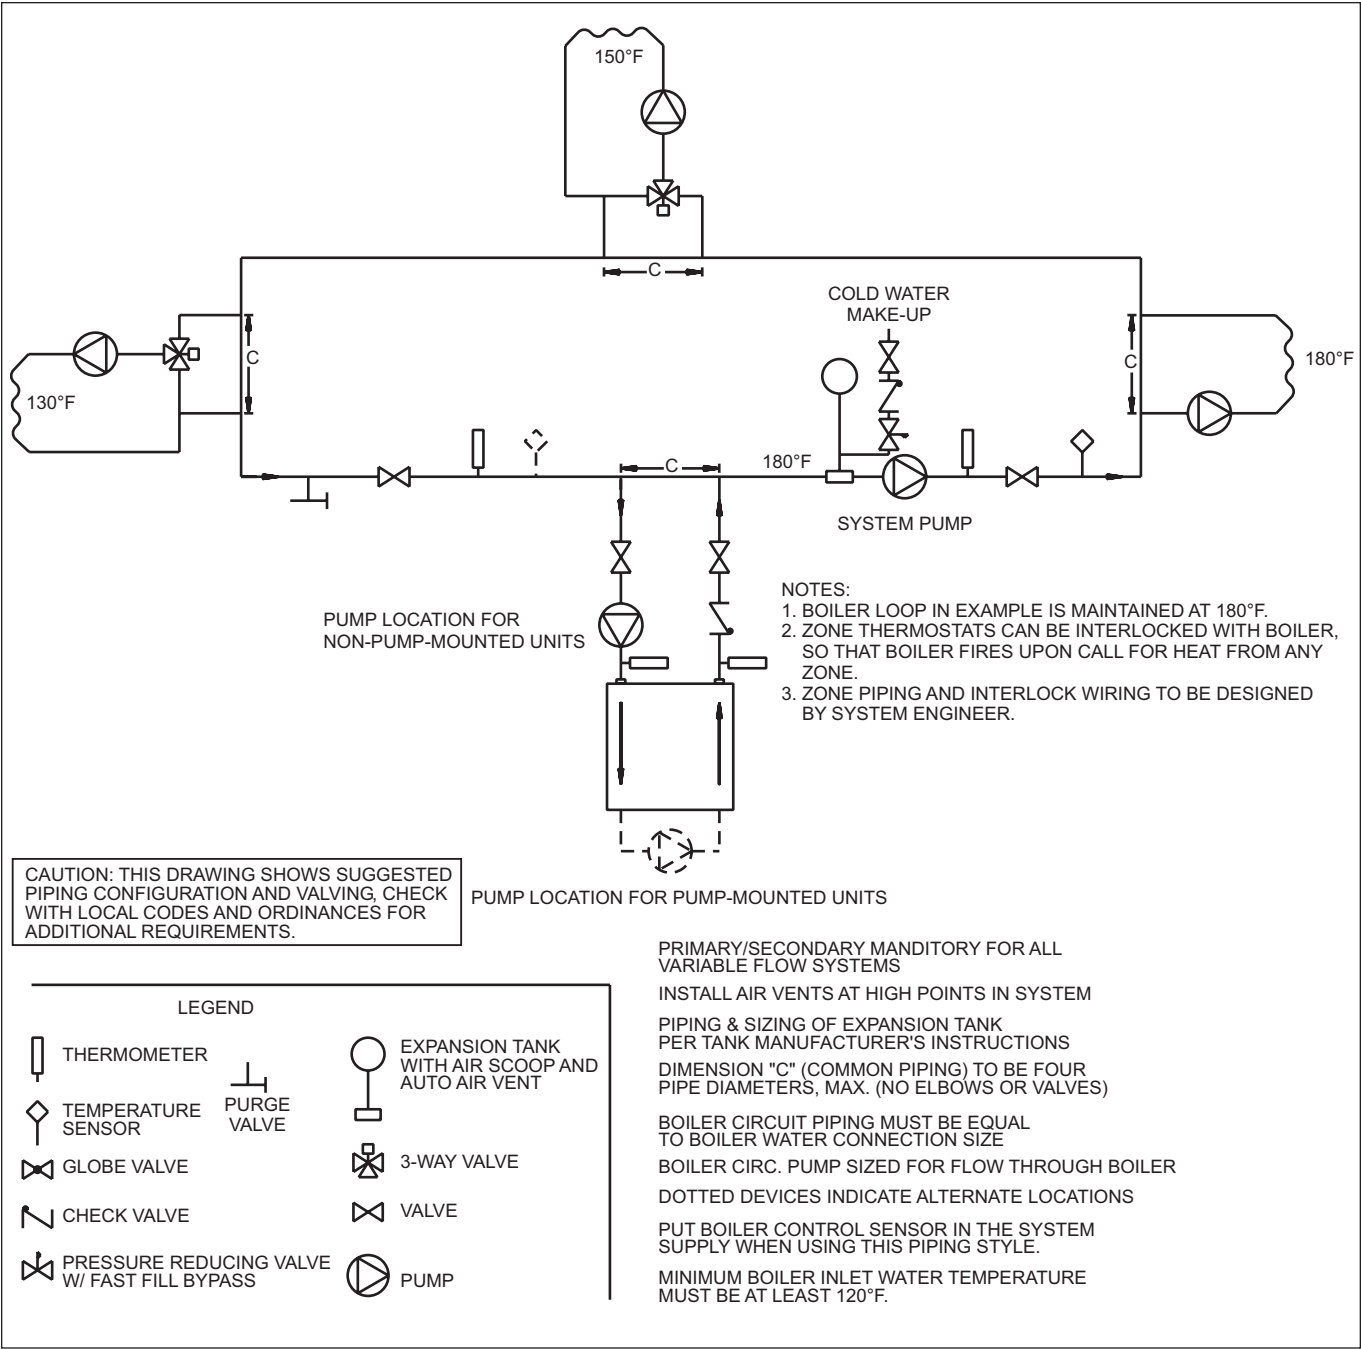 150°F
C
COLD WATER
MAKE-UP
C
C
180°F
130°F
C
180°F
SYSTEM PUMP
NOTES:
1. BOILER LOOP IN EXAMPLE IS MAINTAINED AT 180°F.
2. ZONE THERMOSTATS CAN BE INTERLOCKED WITH BOILER,
SO THAT BOILER FIRES UPON CALL FOR HEAT FROM ANY
ZONE.
3. ZONE PIPING AND INTERLOCK WIRING TO BE DESIGNED
BY SYSTEM ENGINEER.
PUMP LOCATION FOR
NON-PUMP-MOUNTED UNITS
CAUTION: THIS DRAWING SHOWS SUGGESTED
PIPING CONFIGURATION AND VALVING, CHECK
WITH LOCAL CODES AND ORDINANCES FOR
ADDITIONAL REQUIREMENTS.
PUMP LOCATION FOR PUMP-MOUNTED UNITS
LEGEND
THERMOMETER
TEMPERATURE
SENSOR
PURGE
VALVE
GLOBE VALVE
CHECK VALVE
PRESSURE REDUCING VALVE
W/ FAST FILL BYPASS
EXPANSION TANK
WITH AIR SCOOP AND
AUTO AIR VENT
3-WAY VALVE
VALVE
PUMP
PRIMARY/SECONDARY MANDITORY FOR ALL
VARIABLE FLOW SYSTEMS
INSTALL AIR VENTS AT HIGH POINTS IN SYSTEM
PIPING & SIZING OF EXPANSION TANK
PER TANK MANUFACTURER'S INSTRUCTIONS
DIMENSION "C" (COMMON PIPING) TO BE FOUR
PIPE DIAMETERS, MAX. (NO ELBOWS OR VALVES)
BOILER CIRCUIT PIPING MUST BE EQUAL
TO BOILER WATER CONNECTION SIZE
BOILER CIRC. PUMP SIZED FOR FLOW THROUGH BOILER
DOTTED DEVICES INDICATE ALTERNATE LOCATIONS
PUT BOILER CONTROL SENSOR IN THE SYSTEM
SUPPLY WHEN USING THIS PIPING STYLE.
MINIMUM BOILER INLET WATER TEMPERATURE
MUST BE AT LEAST 120°F.